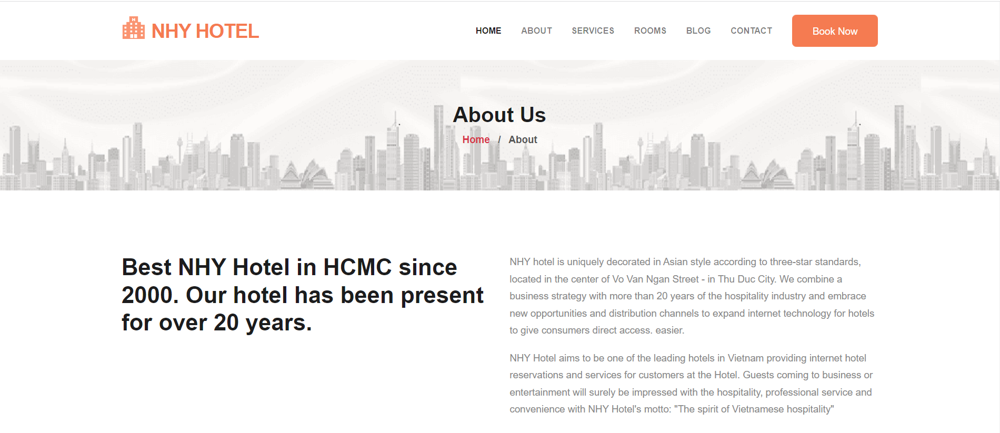 NHY HOTEL
HOME ABOUT SERVICES ROOMS BLOG CONTACT Book Now
About Us
Home / About
Best NHY Hotel in HCMC since
2000. Our hotel has been present
for over 20 years.
NHY hotel is uniquely decorated in Asian style according to three-star standards,
located in the center of Vo Van Ngan Street - in Thu Duc City. We combine a
business strategy with more than 20 years of the hospitality industry and embrace
new opportunities and distribution channels to expand internet technology for hotels
to give consumers direct access. easier.
NHY Hotel aims to be one of the leading hotels in Vietnam providing internet hotel
reservations and services for customers at the Hotel. Guests coming to business or
entertainment will surely be impressed with the hospitality, professional service and
convenience with NHY Hotel's motto: "The spirit of Vietnamese hospitality"